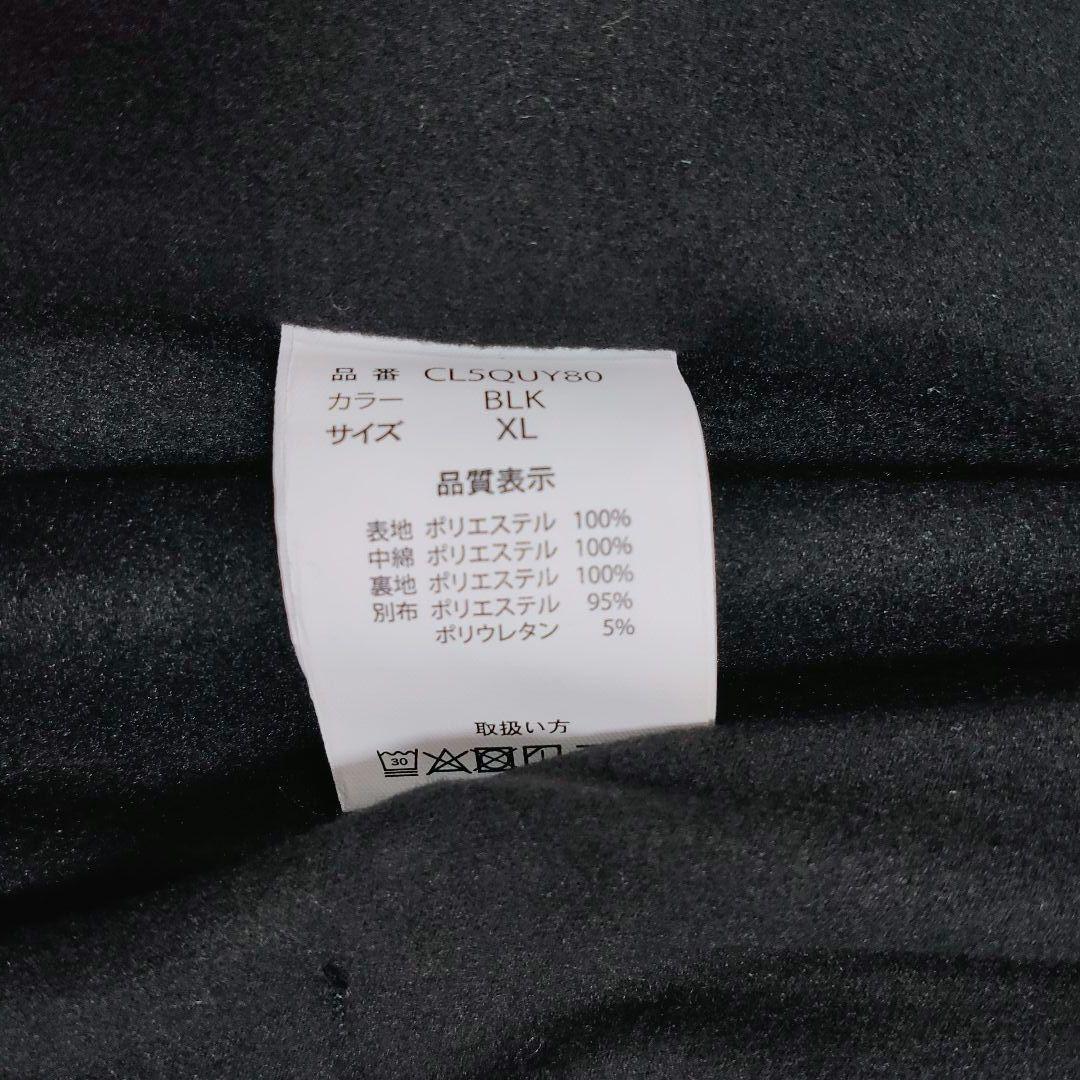 品番 CL5QUY80
カラー BLK
サイズ XL
品質表示
表地 ポリエステル 100%
中綿 ポリエステル 100%
裏地 ポリエステル 100%
別布 ポリエステル 95%
ポリウレタン 5%
取扱い方
30